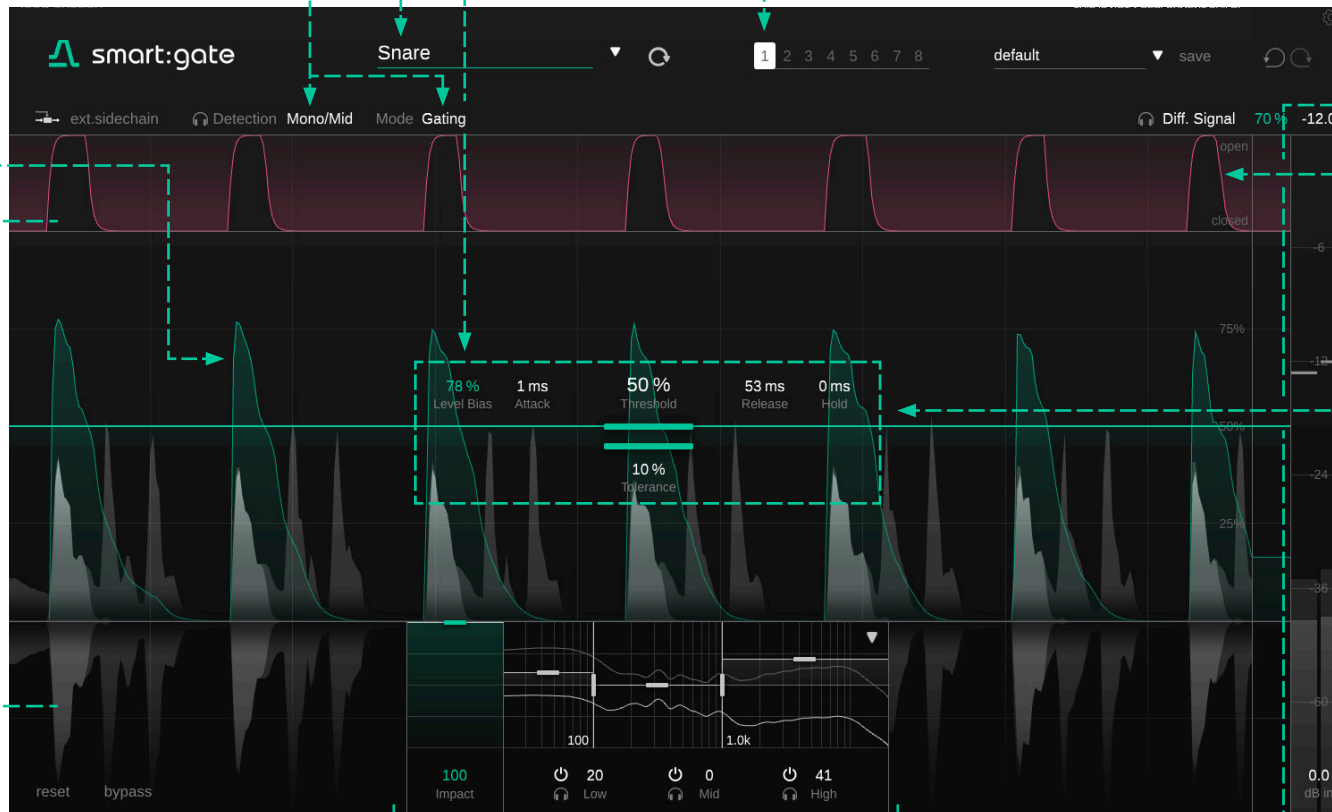 smart:gate
Snare
1 2 3 4 5 6 7 8
default
save
ext.sidechain
Detection Mono/Mid
Mode Gating
Diff. Signal
70 %
-12.0
open
closed
-6
75%
-12
78 %
Level Bias
1 ms
Attack
50 %
Threshold
53 ms
Release
0 ms
Hold
50%
10 %
Tolerance
-24
25%
-36
-60
100
1.0k
100
Impact
20
Low
0
Mid
41
High
reset
bypass
0.0
dB in